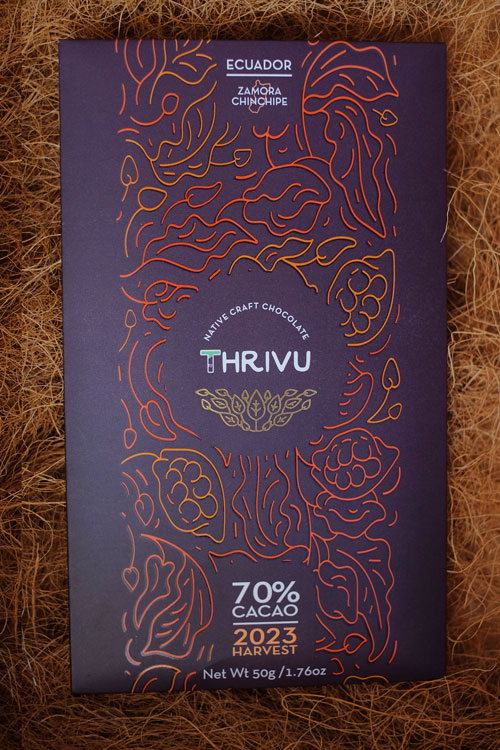 ECUADOR
ZAMORA
CHINCHIPE
NATIVE CRAFT CHOCOLATE
THRIVU
70%
CACAO
2023
HARVEST
Net Wt 50g/1.76oz